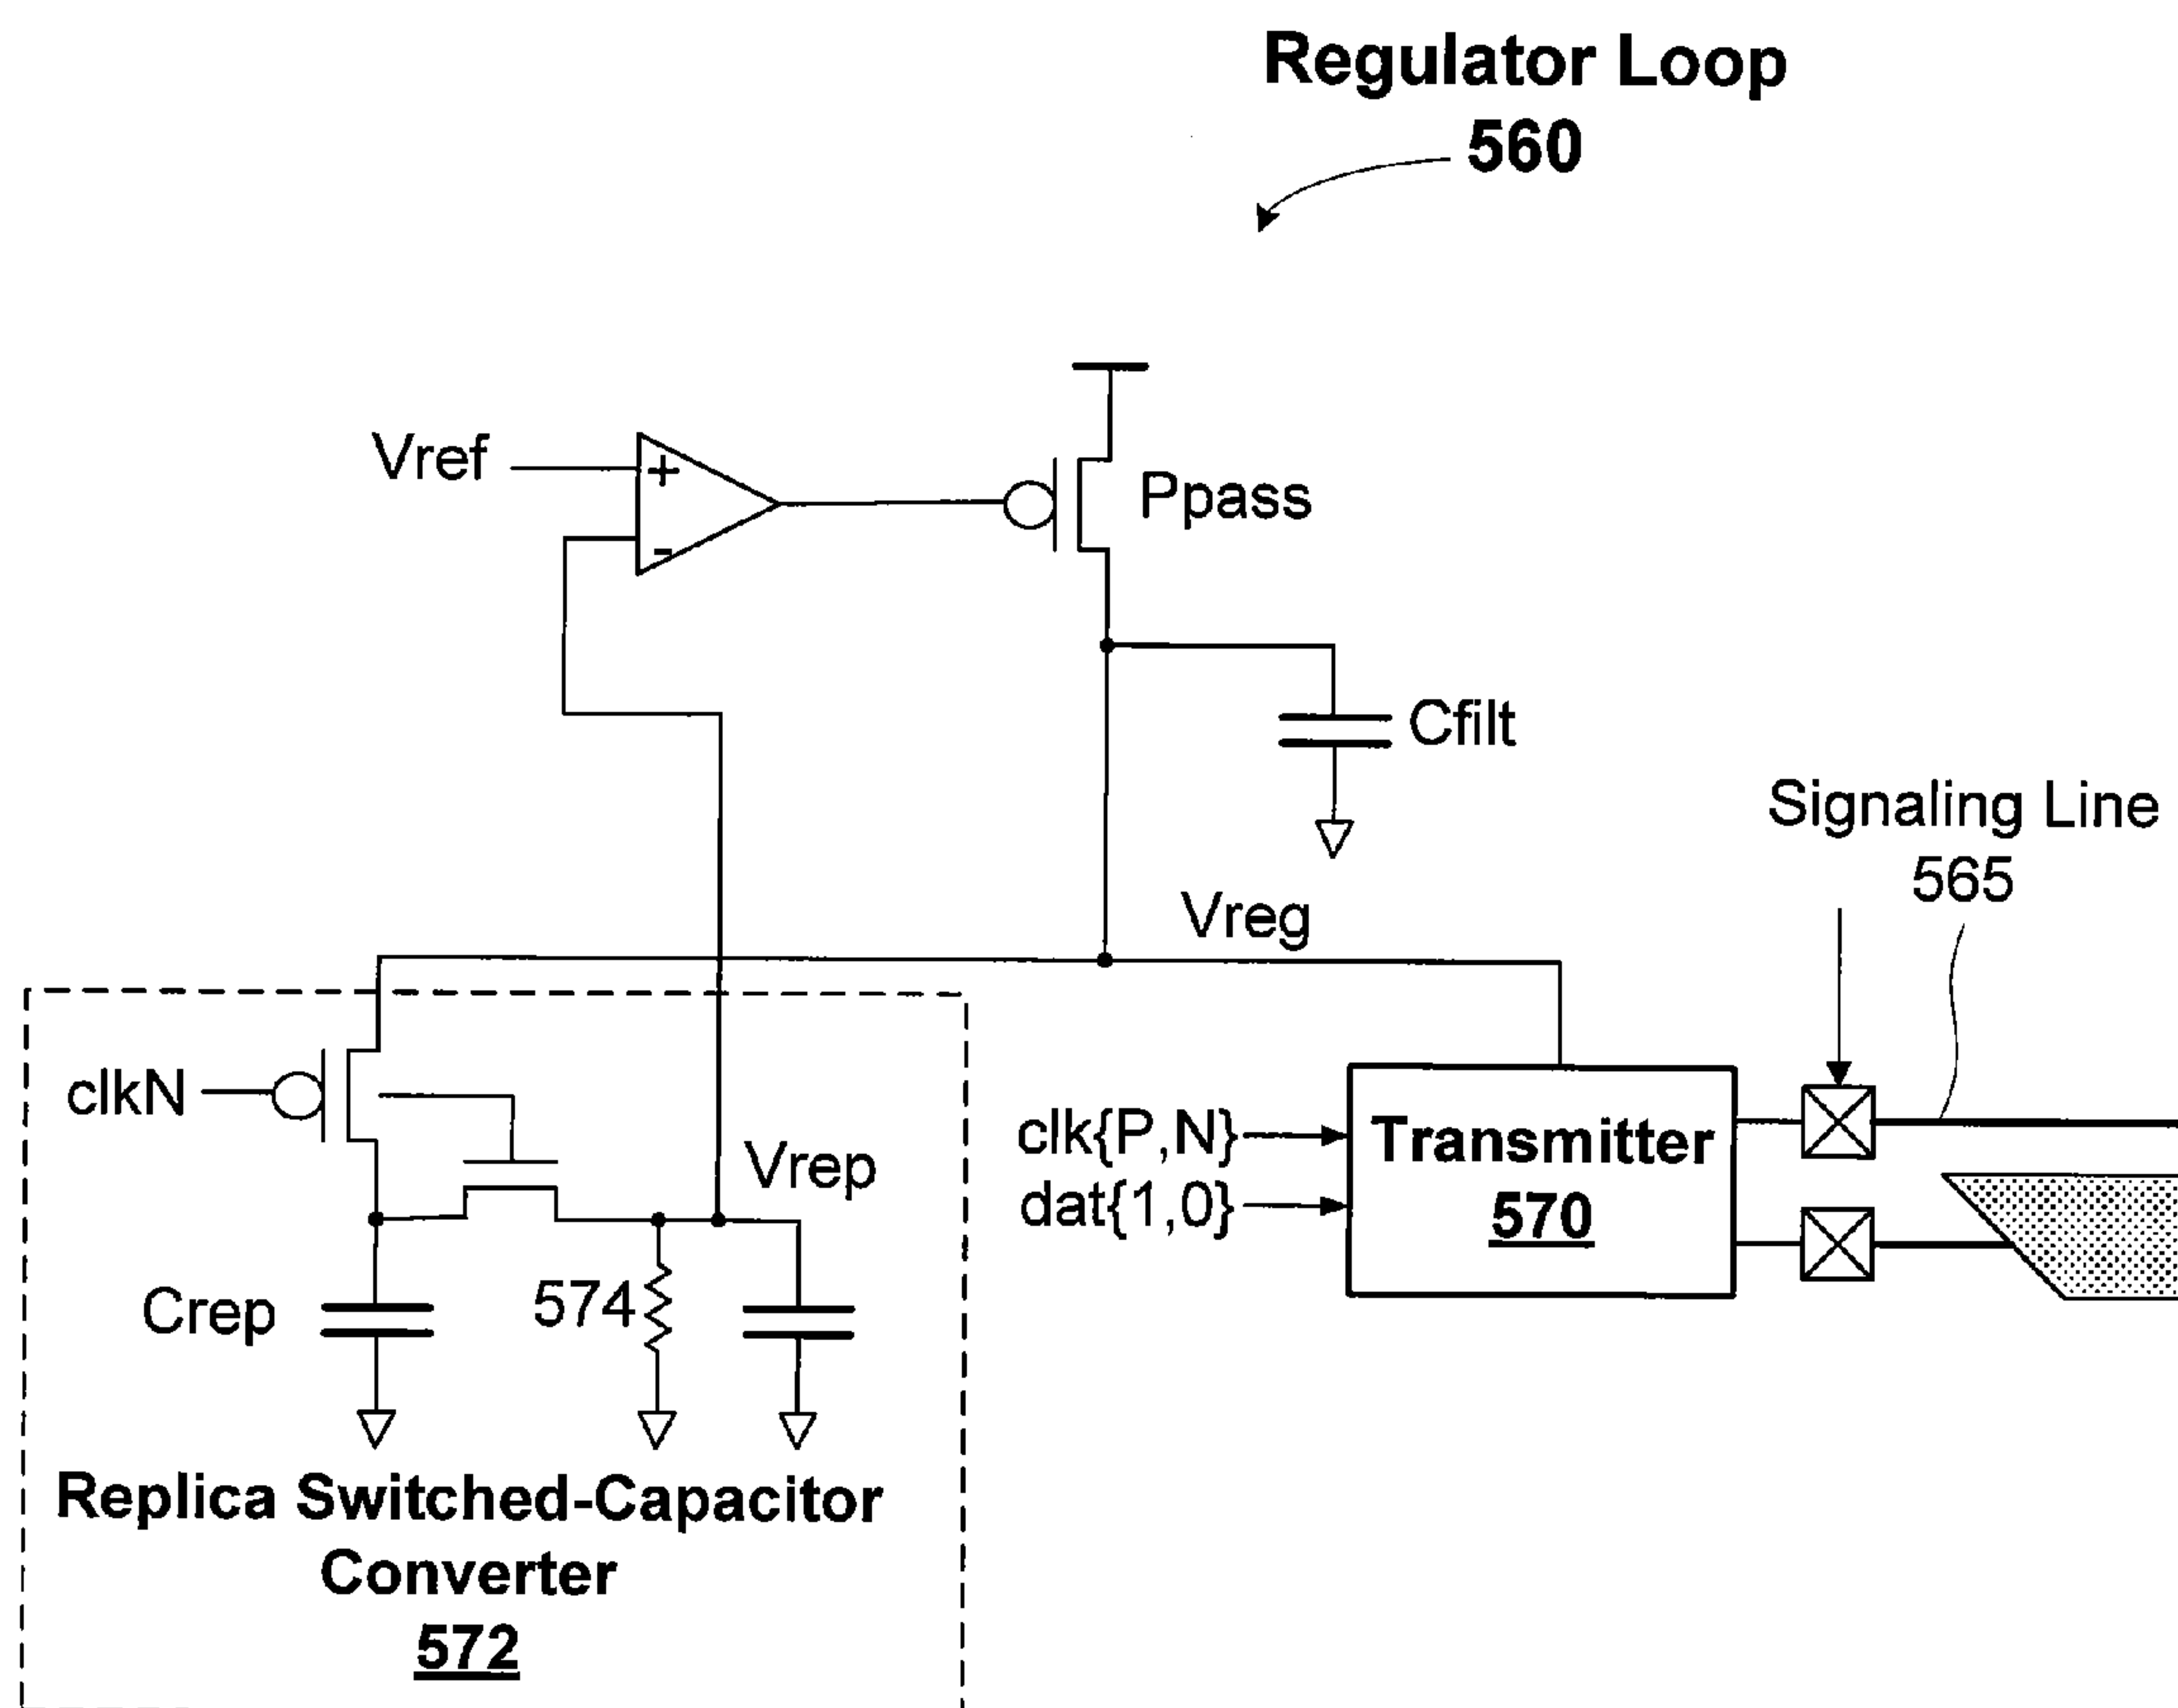 Regulator Loop
560
Vref
+
-
Ppass
Cfilt
Signaling Line
565
Vreg
clkN
Vrep
clk{P,N}
dat{1,0}
Transmitter
570
Crep
574
Replica Switched-Capacitor
Converter
572